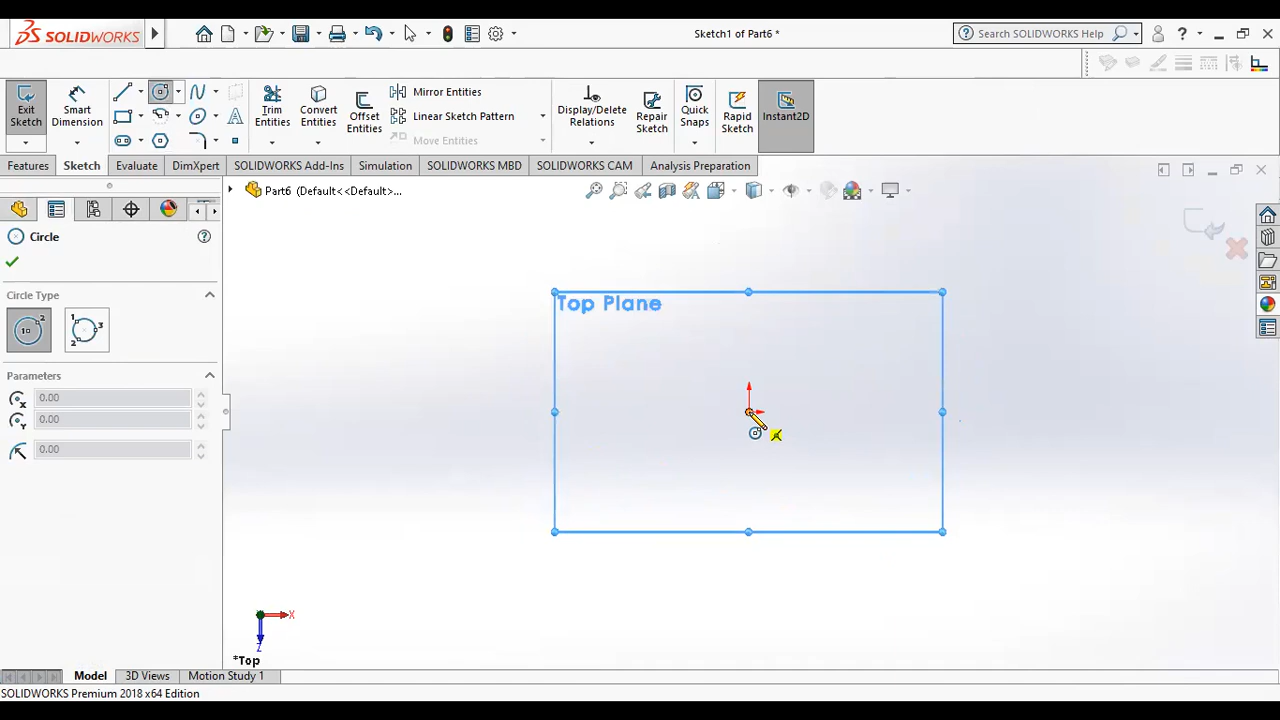 SOLIDWORKS
Sketch1 of Part6 *
Search SOLIDWORKS Help
?
Exit Sketch
Smart Dimension
Trim Entities
Convert Entities
Offset Entities
Mirror Entities
Linear Sketch Pattern
Move Entities
Display/Delete Relations
Repair Sketch
Quick Snaps
Rapid Sketch
Instant2D
Features
Sketch
Evaluate
DimXpert
SOLIDWORKS Add-Ins
Simulation
SOLIDWORKS MBD
SOLIDWORKS CAM
Analysis Preparation
Part6 (Default<<Default>...
Circle
?
Circle Type
Parameters
0.00
0.00
0.00
Top Plane
X
Z
*Top
Model
3D Views
Motion Study 1
SOLIDWORKS Premium 2018 x64 Edition